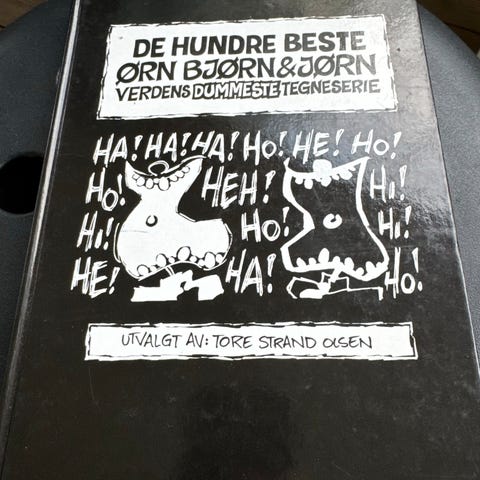 DE HUNDRE BESTE
ØRN BJØRN & JØRN
VERDENS DUMMESTE TEGNESERIE
HA! HA! HA! HO! HE! HO!
HO! HEH! HI!
HI! HO! HI!
HE! HA! HO!
UTVALGT AV: TORE STRAND OLSEN